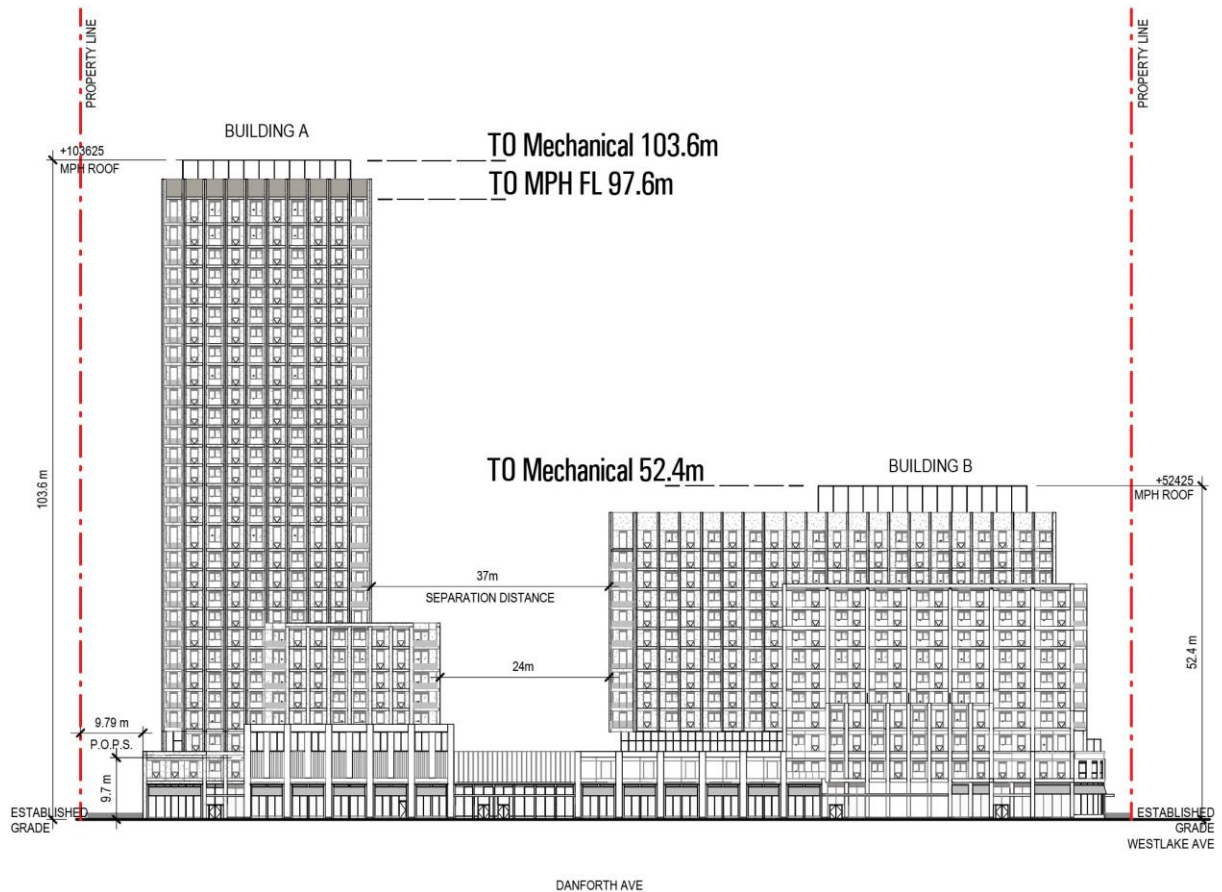 PROPERTY LINE
PROPERTY LINE
BUILDING A
TO Mechanical 103.6m
+103625
MPH ROOF
TO MPH FL 97.6m
103.6 m
TO Mechanical 52.4m
BUILDING B
+52425
MPH ROOF
37m
SEPARATION DISTANCE
24m
52.4 m
9.79 m
P.O.P.S.
9.7 m
ESTABLISHED
GRADE
ESTABLISHED
GRADE
WESTLAKE AVE
DANFORTH AVE